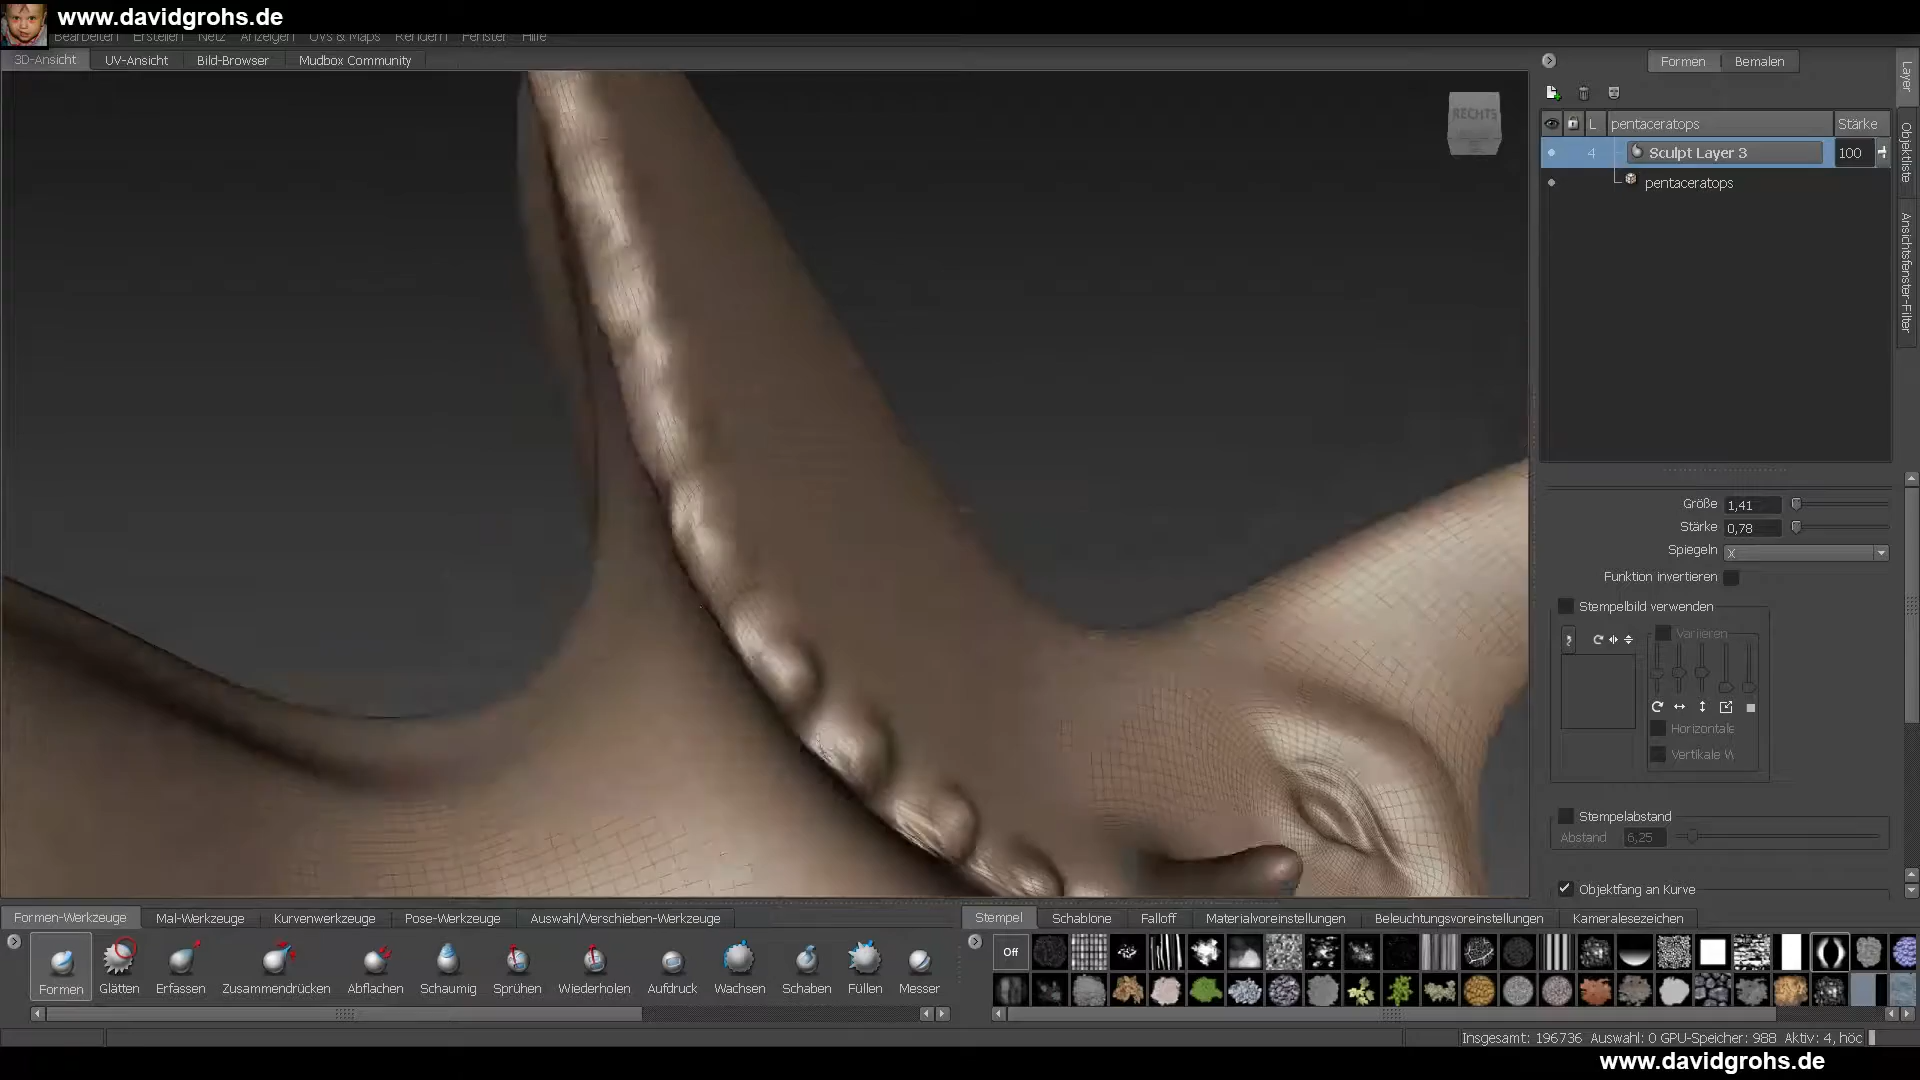 www.davidgrohs.de
Bearbeiten Erstellen Netz Anzeigen UVs & Maps Rendern Fenster Hilfe
3D-Ansicht UV-Ansicht Bild-Browser Mudbox Community
Formen Bemalen
Layer
Objektliste
Ansichtsfenster-Filter
RECHTS
L pentaceratops Stärke
4 Sculpt Layer 3 100
pentaceratops
Größe 1,41
Stärke 0,78
Spiegeln X
Funktion invertieren
Stempelbild verwenden
Variieren
Horizontale
Vertikale W
Stempelabstand
Abstand 6,25
Objektfang an Kurve
Formen-Werkzeuge Mal-Werkzeuge Kurvenwerkzeuge Pose-Werkzeuge Auswahl/Verschieben-Werkzeuge
Stempel Schablone Falloff Materialvoreinstellungen Beleuchtungsvoreinstellungen Kameralesezeichen
Off
Formen Glätten Erfassen Zusammendrücken Abflachen Schaumig Sprühen Wiederholen Aufdruck Wachsen Schaben Füllen Messer
Insgesamt: 196736 Auswahl: 0 GPU-Speicher: 988 Aktiv: 4, höc
www.davidgrohs.de